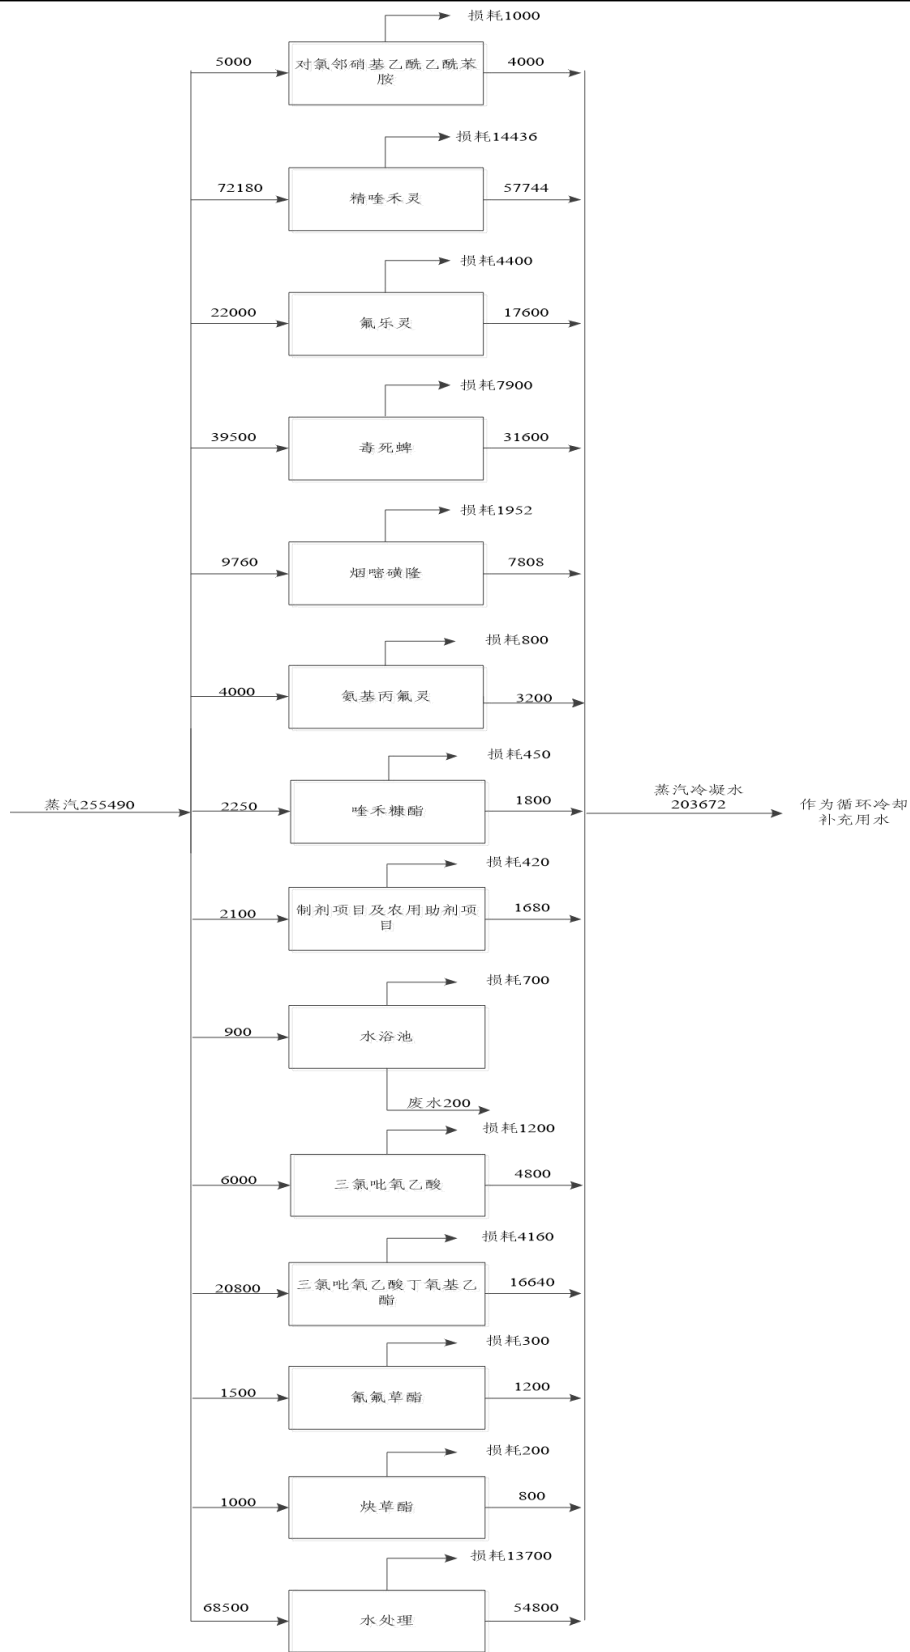 损耗1000
5000
对氯邻硝基乙酰乙酰苯
胺
4000
损耗14436
72180
精喹禾灵
57744
损耗4400
22000
氟乐灵
17600
损耗7900
39500
毒死蜱
31600
损耗1952
9760
烟嘧磺隆
7808
损耗800
4000
氨基丙氟灵
3200
损耗450
蒸汽255490
2250
喹禾糠酯
1800
蒸汽冷凝水
203672
作为循环冷却
补充用水
损耗420
2100
制剂项目及农用助剂项
目
1680
损耗700
900
水浴池
废水200
损耗1200
6000
三氯吡氧乙酸
4800
损耗4160
20800
三氯吡氧乙酸丁氧基乙
酯
16640
损耗300
1500
氰氟草酯
1200
损耗200
1000
炔草酯
800
损耗13700
68500
水处理
54800